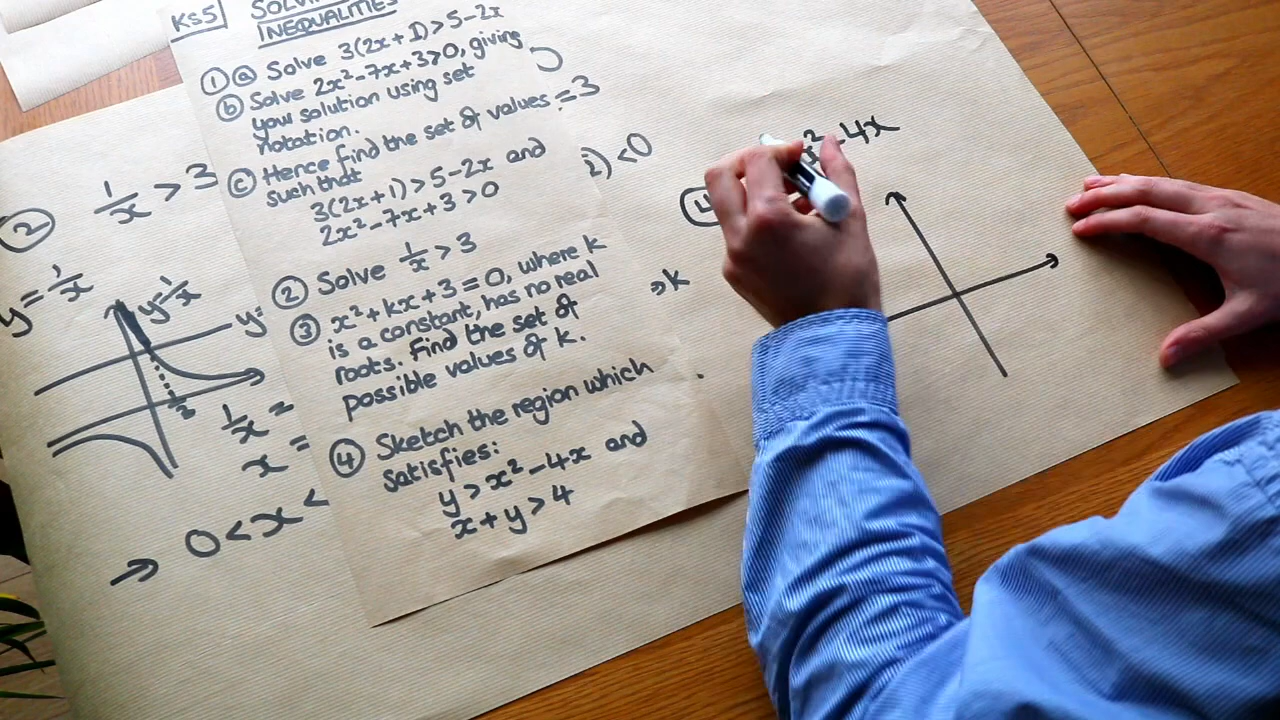 KS5
INEQUALITIES
① ⓐ Solve 3(2x+1)>5-2x
ⓑ Solve 2x²-7x+3>0, giving
your solution using set
notation.
ⓒ Hence find the set of values
such that
3(2x+1)>5-2x and
2x²-7x+3>0
② Solve 1/x > 3
③ x²+kx+3=0, where k
is a constant, has no real
roots. Find the set of
possible values of k.
④ Sketch the region which
satisfies:
y>x²-4x and
x+y>4
② 1/x > 3
y=1/x
y=1/x
y=
1/3
1/x =
x =
→ 0<x<
=3
i) <0
⇒k
④
x²-4x